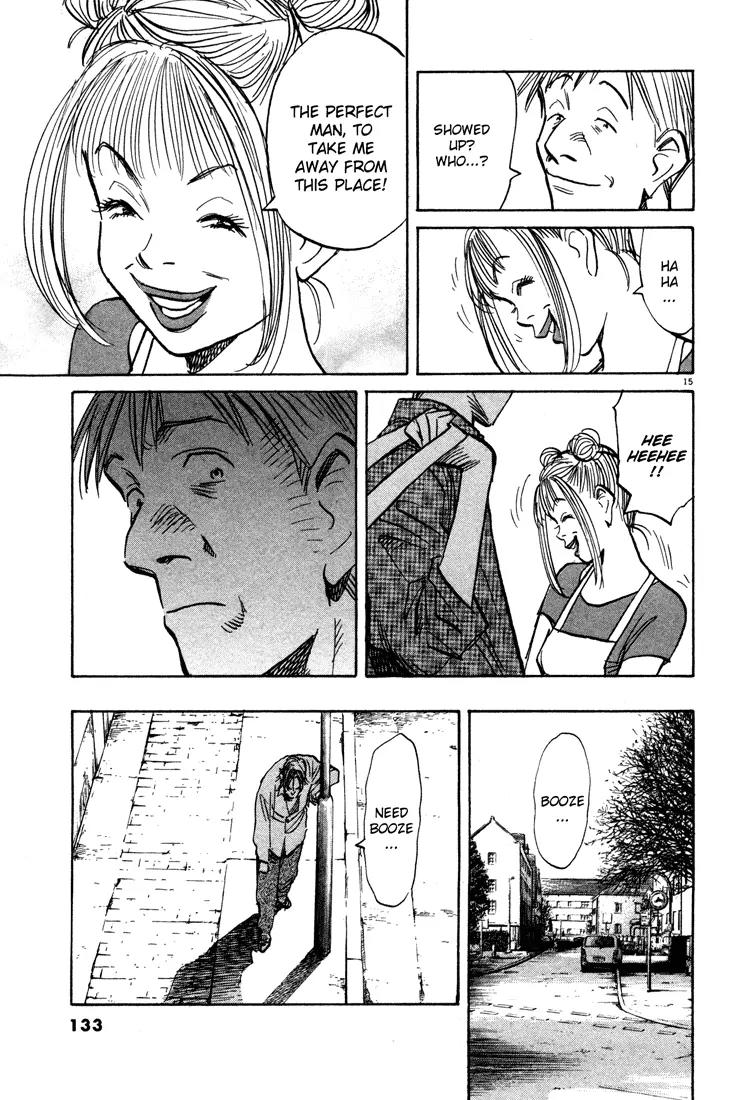 SHOWED
UP?
WHO...?
THE PERFECT
MAN, TO
TAKE ME
AWAY FROM
THIS PLACE!
HA
HA
...
15
HEE
HEEHEE
!!
BOOZE
...
NEED
BOOZE
...
133